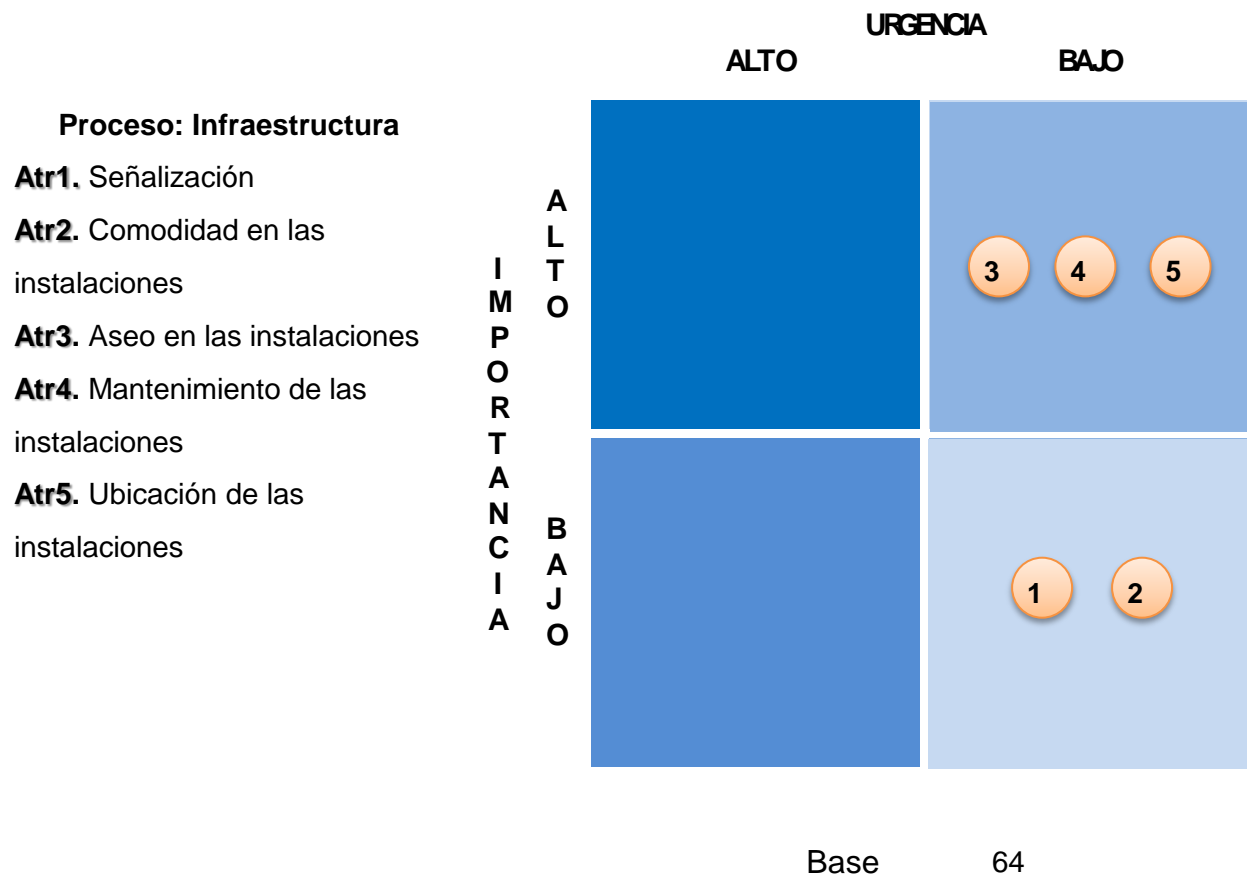 URGENCIA
ALTO BAJO
Proceso: Infraestructura
Atr1. Señalización
Atr2. Comodidad en las
instalaciones
Atr3. Aseo en las instalaciones
Atr4. Mantenimiento de las
instalaciones
Atr5. Ubicación de las
instalaciones
IMPORTANCIA
ALTO
3 4 5
BAJO
1 2
Base 64